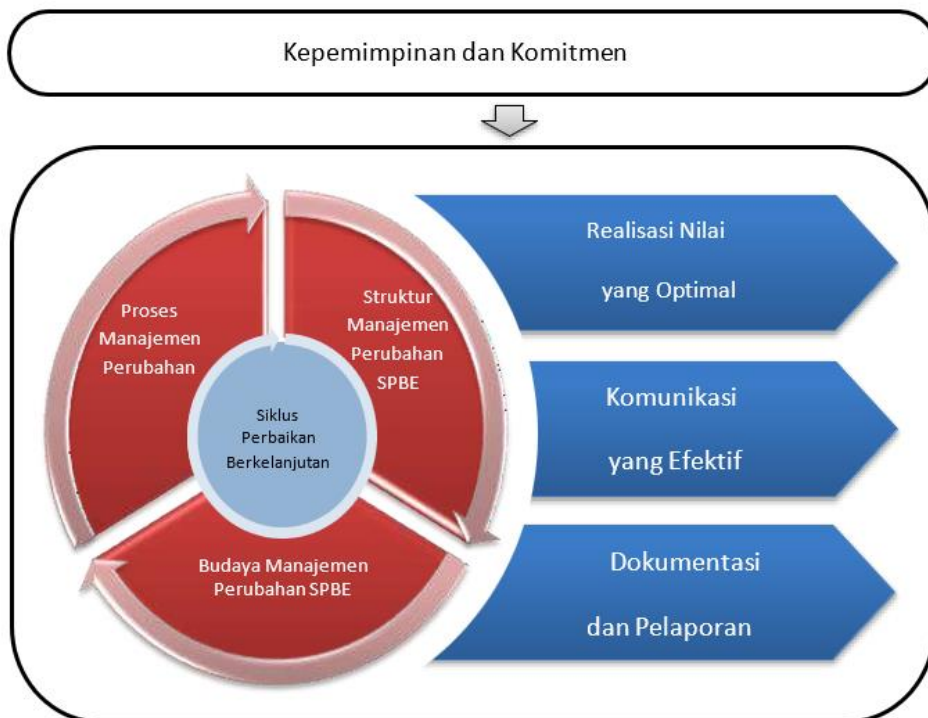 Kepemimpinan dan Komitmen
Proses
Manajemen
Perubahan
Struktur
Manajemen
Perubahan
SPBE
Siklus
Perbaikan
Berkelanjutan
Budaya Manajemen
Perubahan SPBE
Realisasi Nilai
yang Optimal
Komunikasi
yang Efektif
Dokumentasi
dan Pelaporan